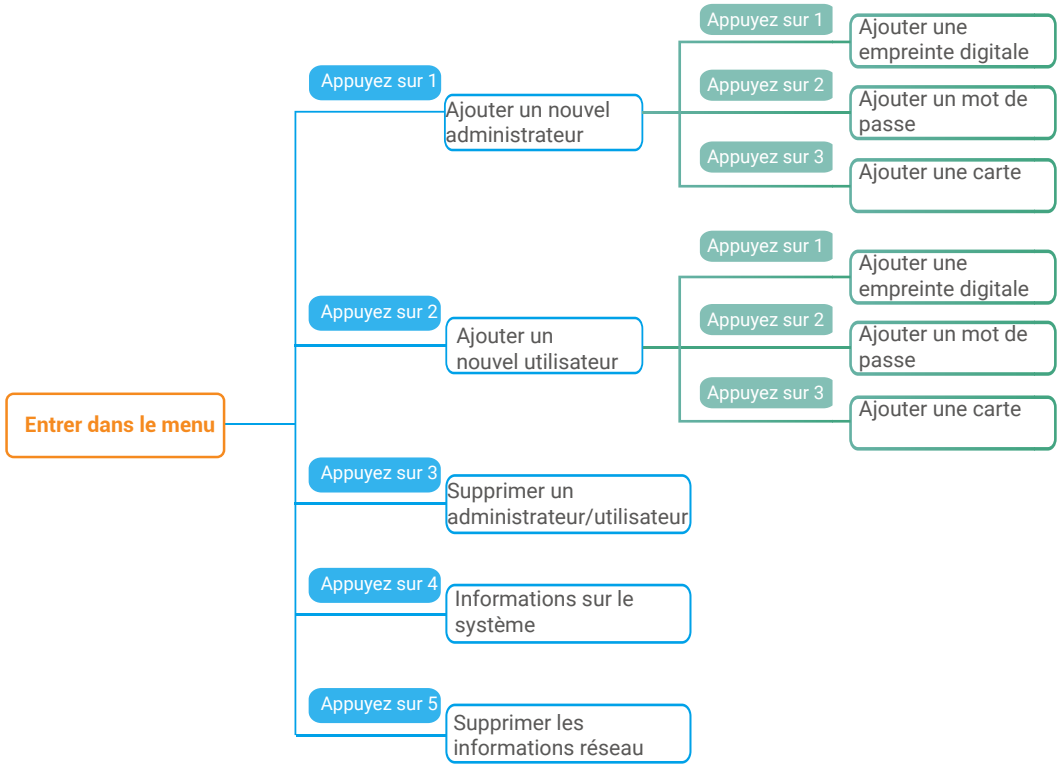 Entrer dans le menu
Appuyez sur 1
Ajouter un nouvel
administrateur
Appuyez sur 1
Ajouter une
empreinte digitale
Appuyez sur 2
Ajouter un mot de
passe
Appuyez sur 3
Ajouter une carte
Appuyez sur 2
Ajouter un
nouvel utilisateur
Appuyez sur 1
Ajouter une
empreinte digitale
Appuyez sur 2
Ajouter un mot de
passe
Appuyez sur 3
Ajouter une carte
Appuyez sur 3
Supprimer un
administrateur/utilisateur
Appuyez sur 4
Informations sur le
système
Appuyez sur 5
Supprimer les
informations réseau